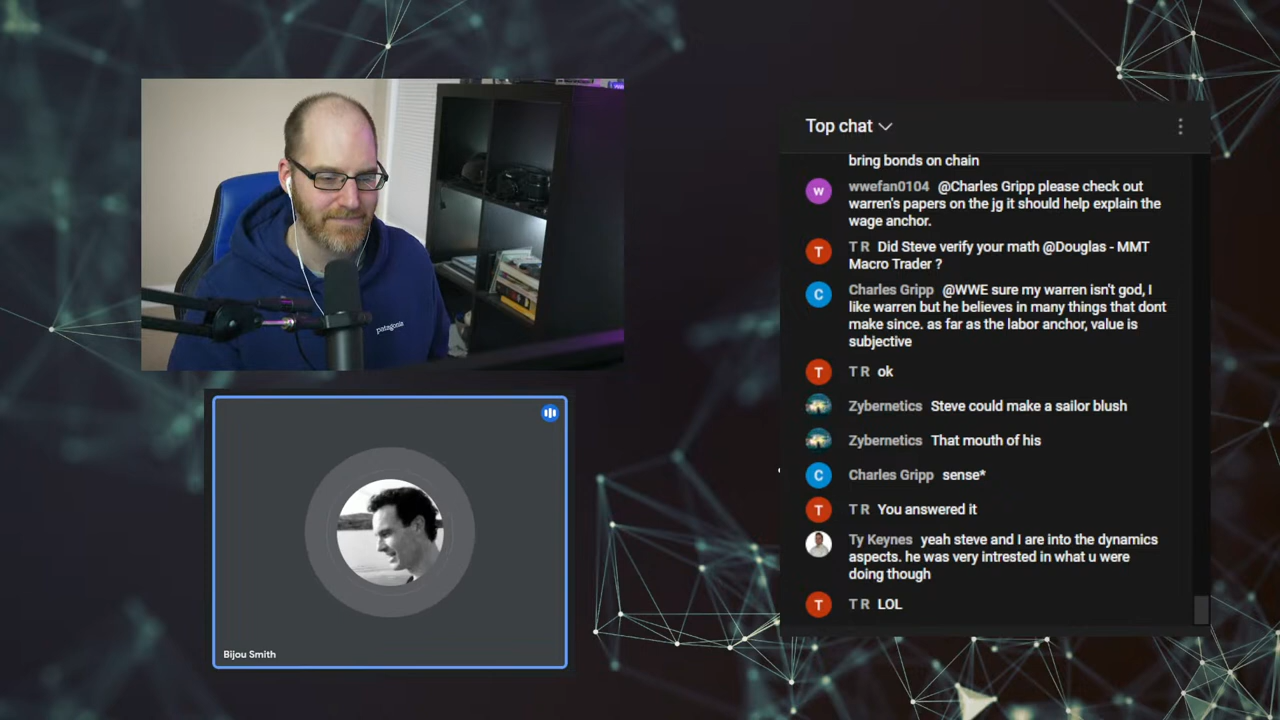 patagonia
Bijou Smith
Top chat
bring bonds on chain
W
wwefan0104 @Charles Gripp please check out
warren's papers on the jg it should help explain the
wage anchor.
T
T R Did Steve verify your math @Douglas - MMT
Macro Trader ?
C
Charles Gripp @WWE sure my warren isn't god, I
like warren but he believes in many things that dont
make since. as far as the labor anchor, value is
subjective
T
T R ok
Zybernetics Steve could make a sailor blush
Zybernetics That mouth of his
C
Charles Gripp sense*
T
T R You answered it
Ty Keynes yeah steve and I are into the dynamics
aspects. he was very intrested in what u were
doing though
T
T R LOL